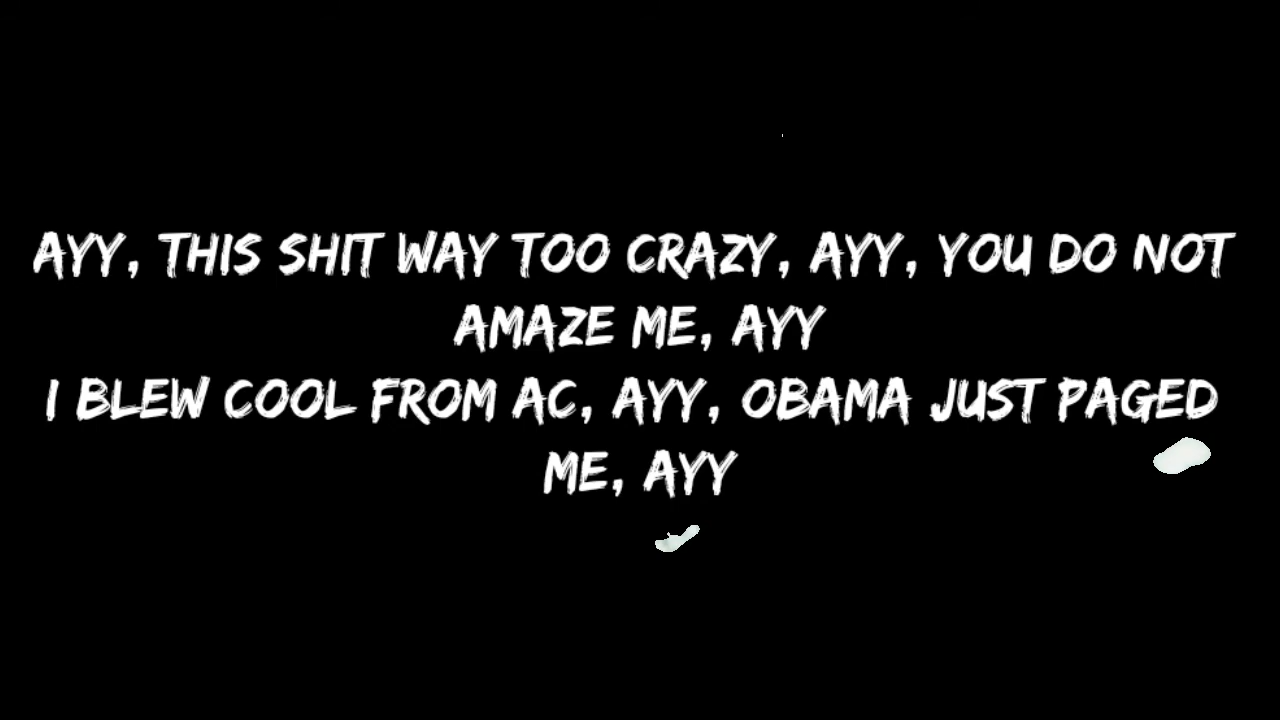 AYY, THIS SHIT WAY TOO CRAZY, AYY, YOU DO NOT
AMAZE ME, AYY
I BLEW COOL FROM AC, AYY, OBAMA JUST PAGED
ME, AYY